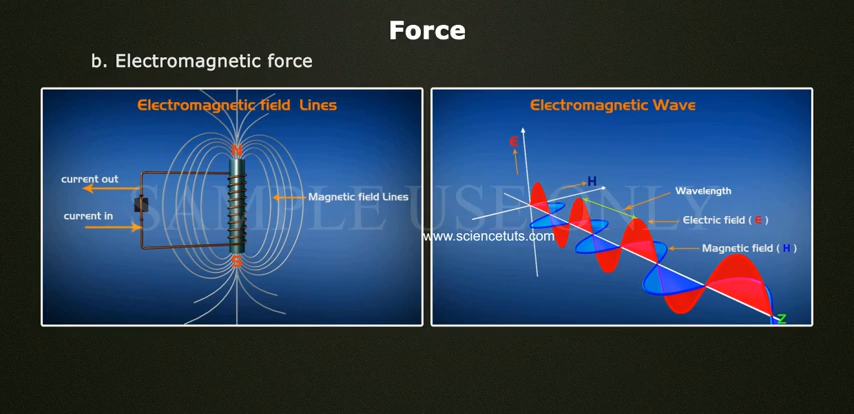 Force
b. Electromagnetic force
Electromagnetic field Lines
N
current out
current in
Magnetic field Lines
S
Electromagnetic Wave
E
H
Wavelength
Electric field ( E )
Magnetic field ( H )
Z
SAMPLE USE ONLY
www.sciencetuts.com